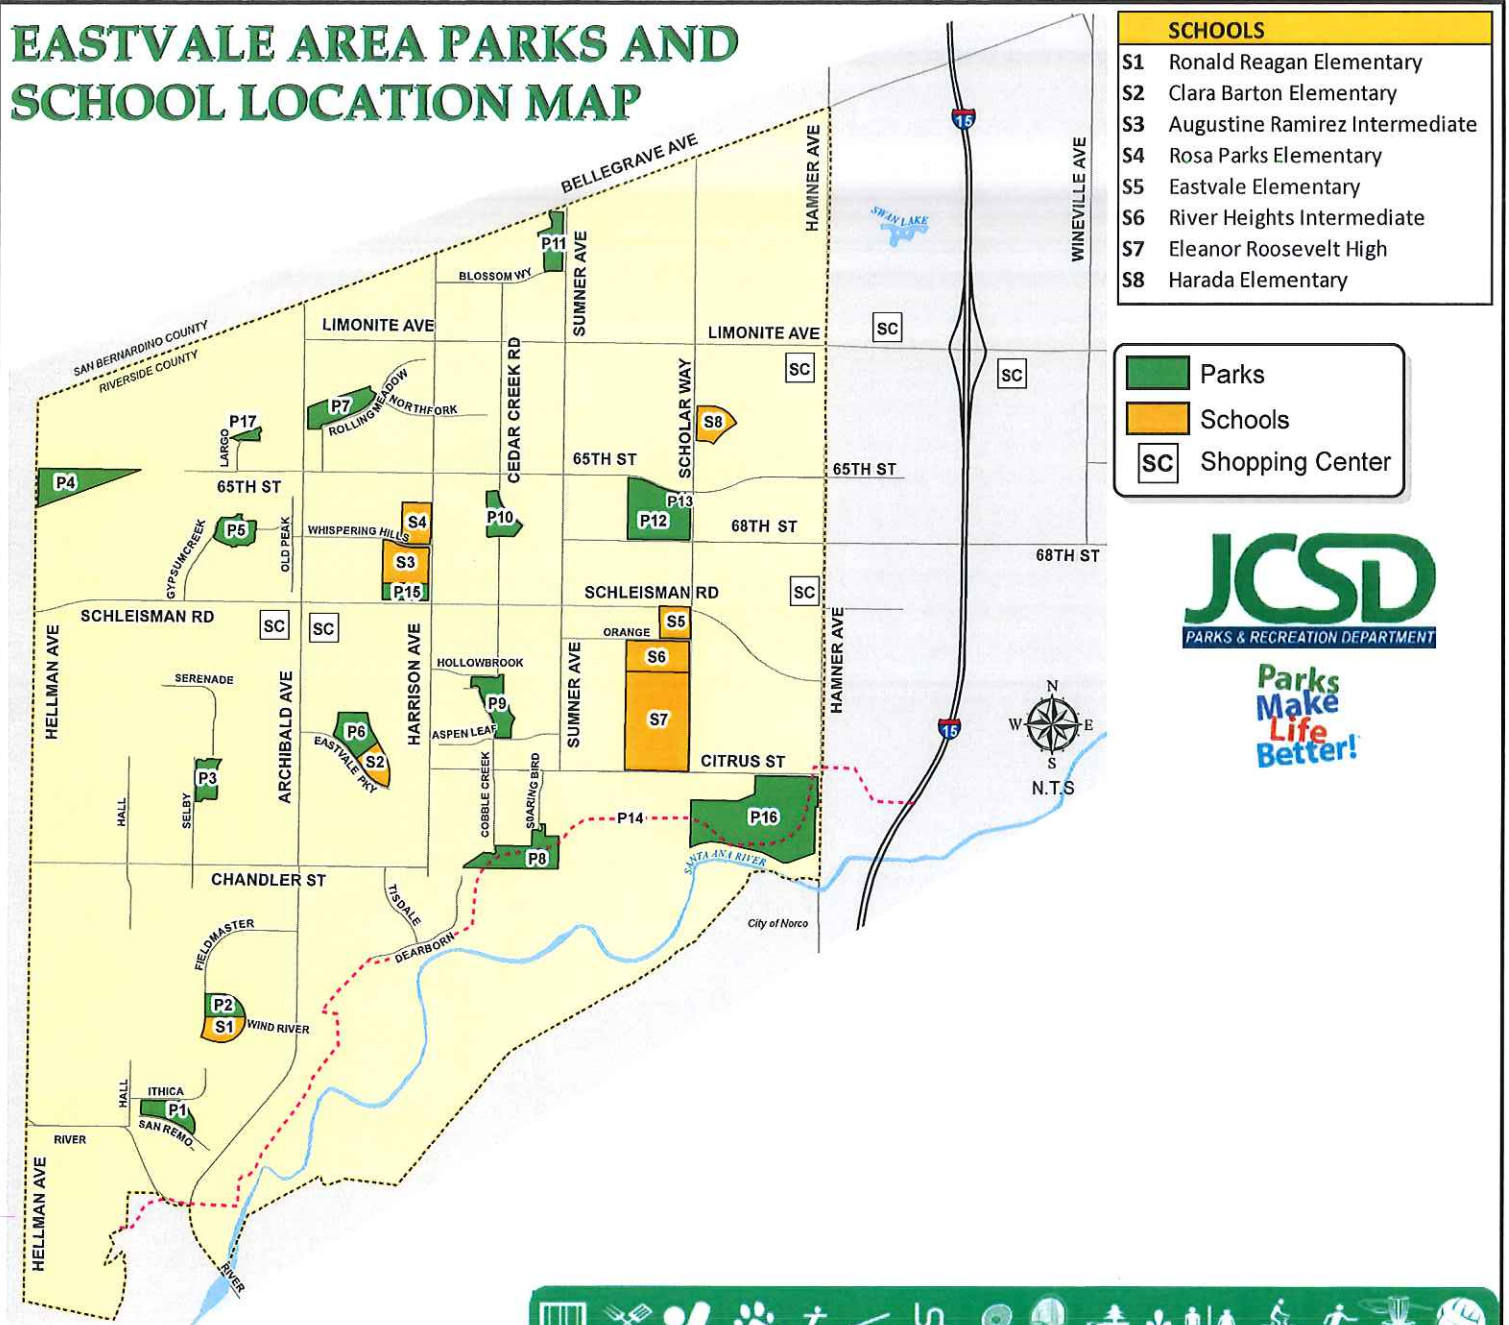 EASTVALE AREA PARKS AND
SCHOOL LOCATION MAP
SCHOOLS
S1 Ronald Reagan Elementary
S2 Clara Barton Elementary
S3 Augustine Ramirez Intermediate
S4 Rosa Parks Elementary
S5 Eastvale Elementary
S6 River Heights Intermediate
S7 Eleanor Roosevelt High
S8 Harada Elementary
Parks
Schools
SC Shopping Center
JCSD
PARKS & RECREATION DEPARTMENT
Parks
Make
Life
Better!
N
W
E
S
N.T.S
15
BELLEGRAVE AVE
HAMNER AVE
WINEVILLE AVE
SWAN LAKE
P11
SUMNER AVE
BLOSSOM WY
SAN BERNARDINO COUNTY
RIVERSIDE COUNTY
LIMONITE AVE
LIMONITE AVE
SC
SC
SC
CEDAR CREEK RD
SCHOLAR WAY
P7
ROLLING MEADOW
NORTHFORK
S8
P17
LARGO
65TH ST
65TH ST
P4
65TH ST
P13
P12
P10
S4
68TH ST
P5
GYPSUMCREEK
OLD PEAK
WHISPERING HILLS
68TH ST
S3
P15
SC
SCHLEISMAN RD
SCHLEISMAN RD
SC
SC
S5
ORANGE
S6
HELLMAN AVE
HARRISON AVE
HAMNER AVE
HOLLOWBROOK
SERENADE
ARCHIBALD AVE
SUMNER AVE
P9
S7
ASPEN LEAF
P6
S2
EASTVALE PKY
15
CITRUS ST
P3
HALL
SELBY
COBBLE CREEK
SOARING BIRD
P14
P16
P8
SANTA ANA RIVER
CHANDLER ST
TISDALE
City of Norco
FIELDMASTER
DEARBORN
P2
S1
WIND RIVER
HALL
ITHICA
P1
SAN REMO
RIVER
HELLMAN AVE
RIVER